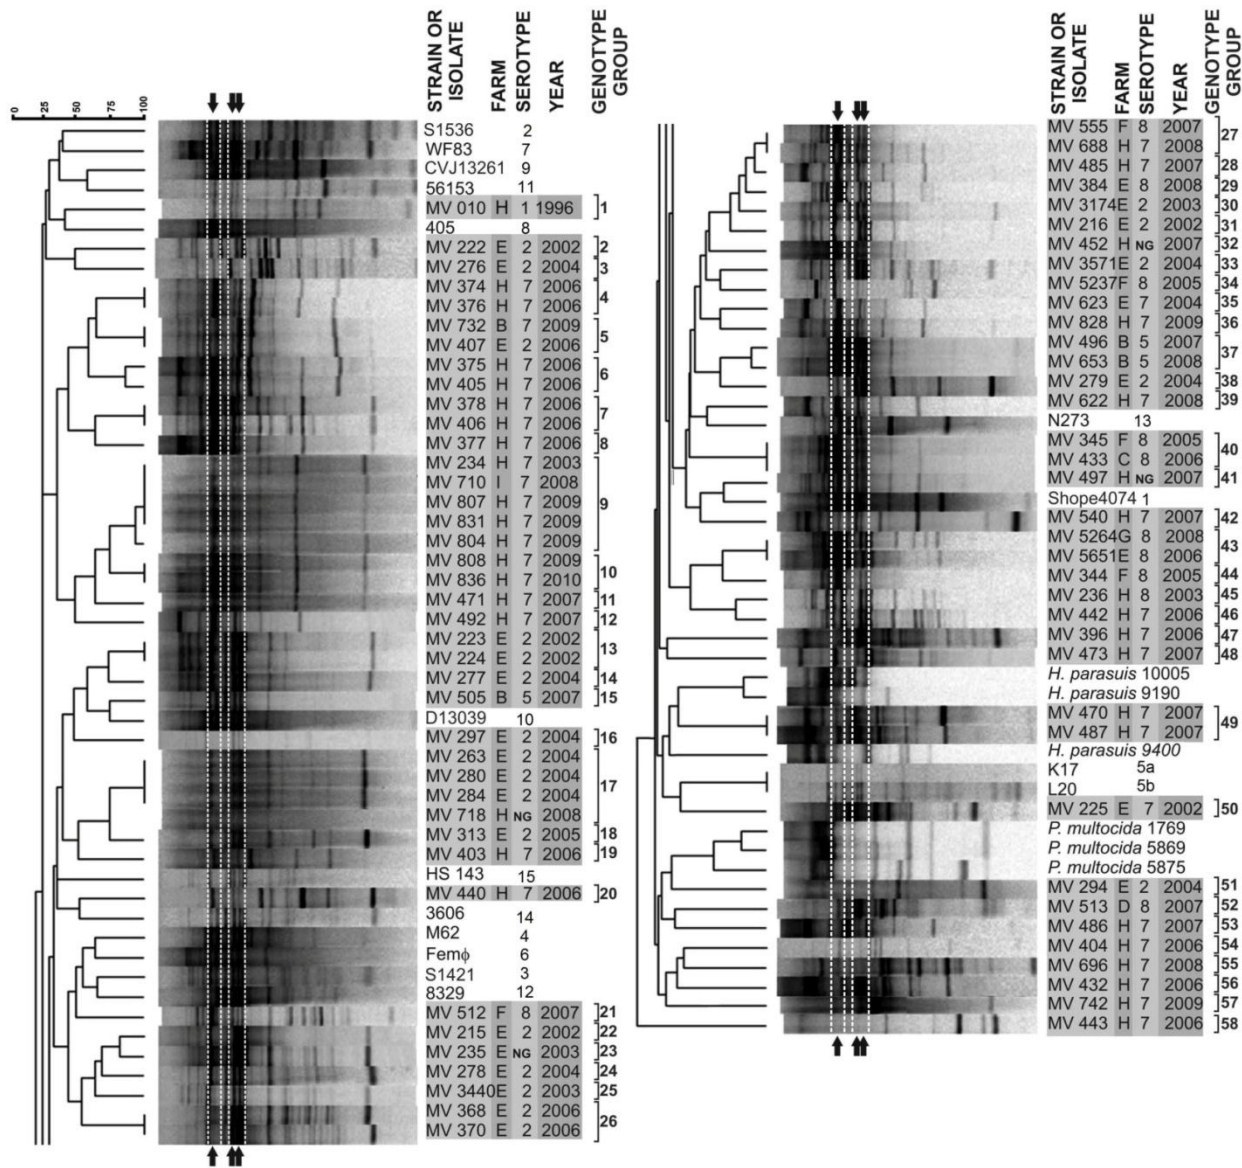 0 25 50 75 100
STRAIN OR ISOLATE FARM SEROTYPE YEAR GENOTYPE GROUP
S1536 2
WF83 7
CVJ13261 9
56153 11
MV 010 H 1 1996 1
405 8
MV 222 E 2 2002 2
MV 276 E 2 2004 3
MV 374 H 7 2006
MV 376 H 7 2006 4
MV 732 B 7 2009
MV 407 E 2 2006 5
MV 375 H 7 2006
MV 405 H 7 2006 6
MV 378 H 7 2006
MV 406 H 7 2006 7
MV 377 H 7 2006 8
MV 234 H 7 2003
MV 710 I 7 2008
MV 807 H 7 2009 9
MV 831 H 7 2009
MV 804 H 7 2009
MV 808 H 7 2009
MV 836 H 7 2010 10
MV 471 H 7 2007 11
MV 492 H 7 2007 12
MV 223 E 2 2002
MV 224 E 2 2002 13
MV 277 E 2 2004 14
MV 505 B 5 2007 15
D13039 10
MV 297 E 2 2004 16
MV 263 E 2 2004
MV 280 E 2 2004
MV 284 E 2 2004 17
MV 718 H NG 2008
MV 313 E 2 2005 18
MV 403 H 7 2006 19
HS 143 15
MV 440 H 7 2006 20
3606 14
M62 4
Femϕ 6
S1421 3
8329 12
MV 512 F 8 2007 21
MV 215 E 2 2002 22
MV 235 E NG 2003 23
MV 278 E 2 2004 24
MV 3440E 2 2003 25
MV 368 E 2 2006
MV 370 E 2 2006 26
STRAIN OR ISOLATE FARM SEROTYPE YEAR GENOTYPE GROUP
MV 555 F 8 2007
MV 688 H 7 2008 27
MV 485 H 7 2007 28
MV 384 E 8 2008 29
MV 3174E 2 2003 30
MV 216 E 2 2002 31
MV 452 H NG 2007 32
MV 3571E 2 2004 33
MV 5237F 8 2005 34
MV 623 E 7 2004 35
MV 828 H 7 2009 36
MV 496 B 5 2007
MV 653 B 5 2008 37
MV 279 E 2 2004 38
MV 622 H 7 2008 39
N273 13
MV 345 F 8 2005
MV 433 C 8 2006 40
MV 497 H NG 2007 41
Shope4074 1
MV 540 H 7 2007 42
MV 5264G 8 2008
MV 5651E 8 2006 43
MV 344 F 8 2005 44
MV 236 H 8 2003 45
MV 442 H 7 2006 46
MV 396 H 7 2006 47
MV 473 H 7 2007 48
H. parasuis 10005
H. parasuis 9190
MV 470 H 7 2007
MV 487 H 7 2007 49
H. parasuis 9400
K17 5a
L20 5b
MV 225 E 7 2002 50
P. multocida 1769
P. multocida 5869
P. multocida 5875
MV 294 E 2 2004 51
MV 513 D 8 2007 52
MV 486 H 7 2007 53
MV 404 H 7 2006 54
MV 696 H 7 2008 55
MV 432 H 7 2006 56
MV 742 H 7 2009 57
MV 443 H 7 2006 58